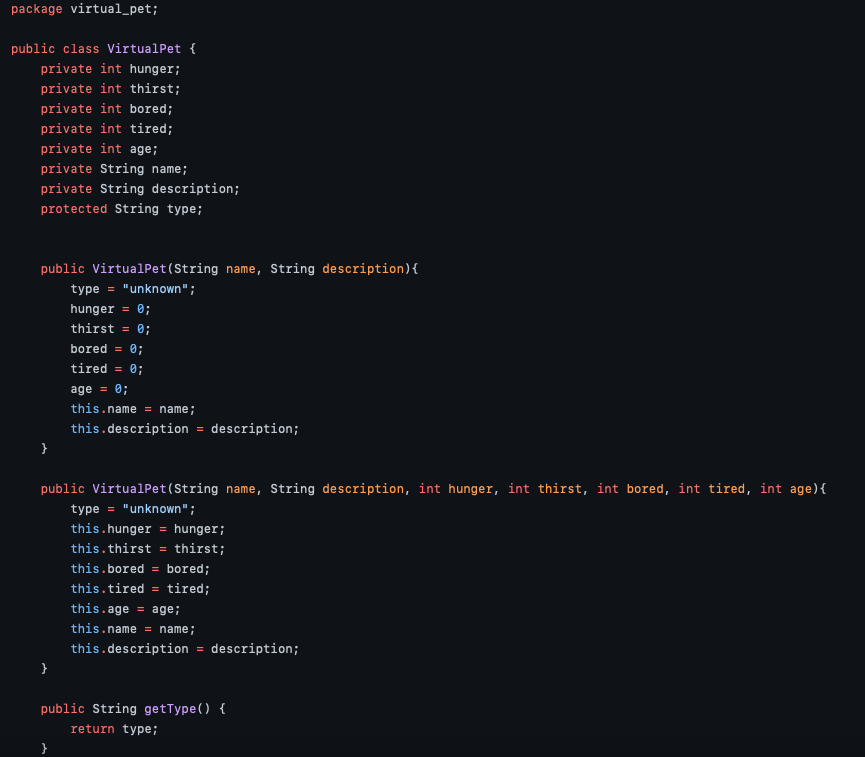 package virtual_pet;
public class VirtualPet {
private int hunger;
private int thirst;
private int bored;
private int tired;
private int age;
private String name;
private String description;
protected String type;
public VirtualPet(String name, String description){
type = "unknown";
hunger = 0;
thirst = 0;
bored = 0;
tired = 0;
age = 0;
this.name = name;
this.description = description;
}
public VirtualPet(String name, String description, int hunger, int thirst, int bored, int tired, int age){
type = "unknown";
this.hunger = hunger;
this.thirst = thirst;
this.bored = bored;
this.tired = tired;
this.age = age;
this.name = name;
this.description = description;
}
public String getType() {
return type;
}